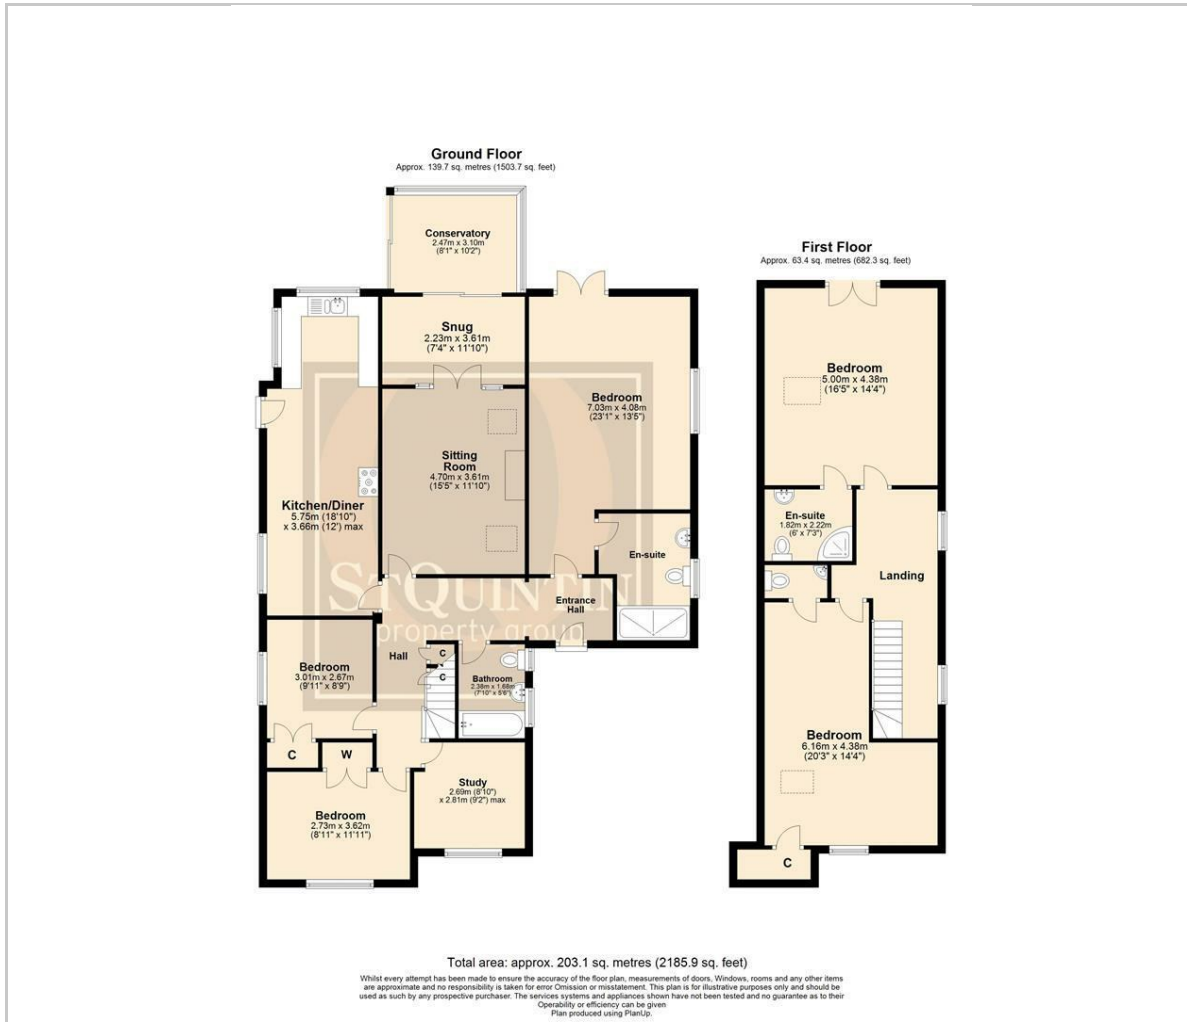 Ground Floor
Approx. 139.7 sq. metres (1503.7 sq. feet)
Conservatory
2.47m x 3.10m
(8'1" x 10'2")
Snug
2.23m x 3.61m
(7'4" x 11'10")
Bedroom
7.03m x 4.08m
(23'1" x 13'5")
Sitting
Room
4.70m x 3.61m
(15'5" x 11'10")
Kitchen/Diner
5.75m (18'10")
x 3.66m (12') max
En-suite
Entrance
Hall
STQUINTIN
property group
Hall
C
C
Bathroom
2.38m x 1.68m
(7'10" x 5'6")
Bedroom
3.01m x 2.67m
(9'11" x 8'9")
C
W
Study
2.69m (8'10")
x 2.81m (9'2") max
Bedroom
2.73m x 3.62m
(8'11" x 11'11")
First Floor
Approx. 63.4 sq. metres (682.3 sq. feet)
Bedroom
5.00m x 4.38m
(16'5" x 14'4")
En-suite
1.82m x 2.22m
(6' x 7'3")
Landing
Bedroom
6.16m x 4.38m
(20'3" x 14'4")
C
Total area: approx. 203.1 sq. metres (2185.9 sq. feet)
Whilst every attempt has been made to ensure the accuracy of the floor plan, measurements of doors, Windows, rooms and any other items
are approximate and no responsibility is taken for error Omission or misstatement. This plan is for illustrative purposes only and should be
used as such by any prospective purchaser. The services systems and appliances shown have not been tested and no guarantee as to their
Operability or efficiency can be given
Plan produced using PlanUp.